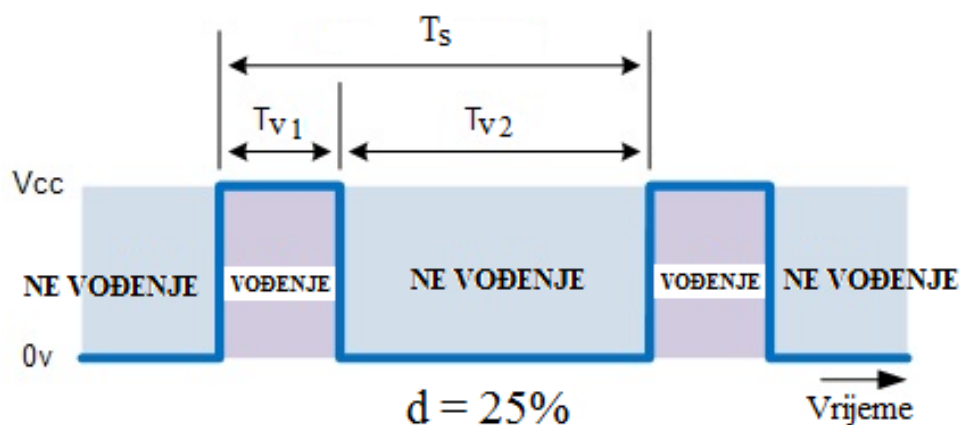 Ts
Tv1 Tv2
Vcc
NE VOĐENJE VOĐENJE NE VOĐENJE VOĐENJE NE VOĐENJE
0v
d = 25% Vrijeme